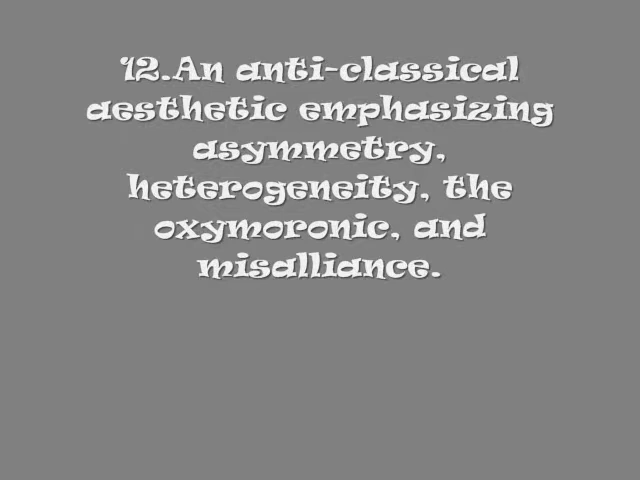 12.An anti-classical
aesthetic emphasizing
asymmetry,
heterogeneity, the
oxymoronic, and
misalliance.